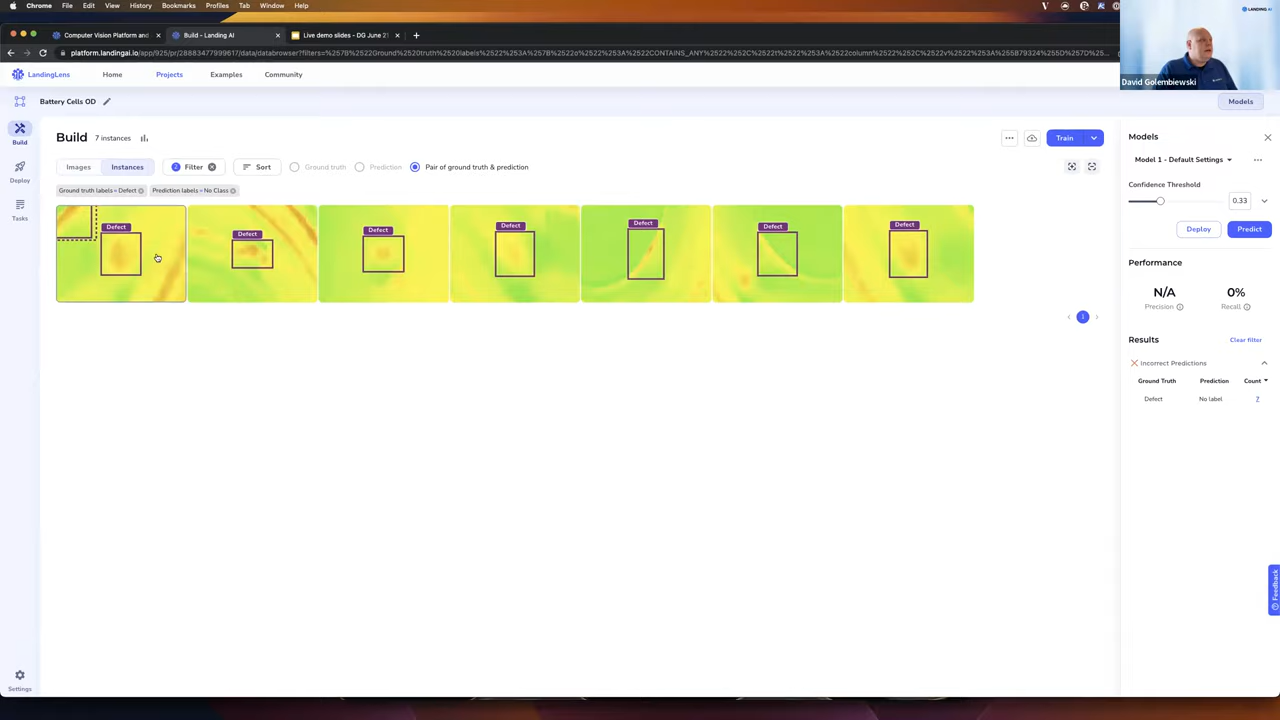 Chrome File Edit View History Bookmarks Profiles Tab Window Help
LANDING AI
Computer Vision Platform and
Build - Landing AI
Live demo slides - DG June 21
David Golembiewski
LandingLens Home Projects Examples Community
Battery Cells OD
Models
Build
Deploy
Tasks
Settings
Build 7 instances
Train
Images Instances 2 Filter Sort Ground truth Prediction Pair of ground truth & prediction
Ground truth labels = Defect Prediction labels = No Class
Defect Defect Defect Defect Defect Defect Defect
1
Models
Model 1 - Default Settings
Confidence Threshold
0.33
Deploy Predict
Performance
N/A 0%
Precision Recall
Results Clear filter
Incorrect Predictions
Ground Truth Prediction Count
Defect No label 7
Feedback